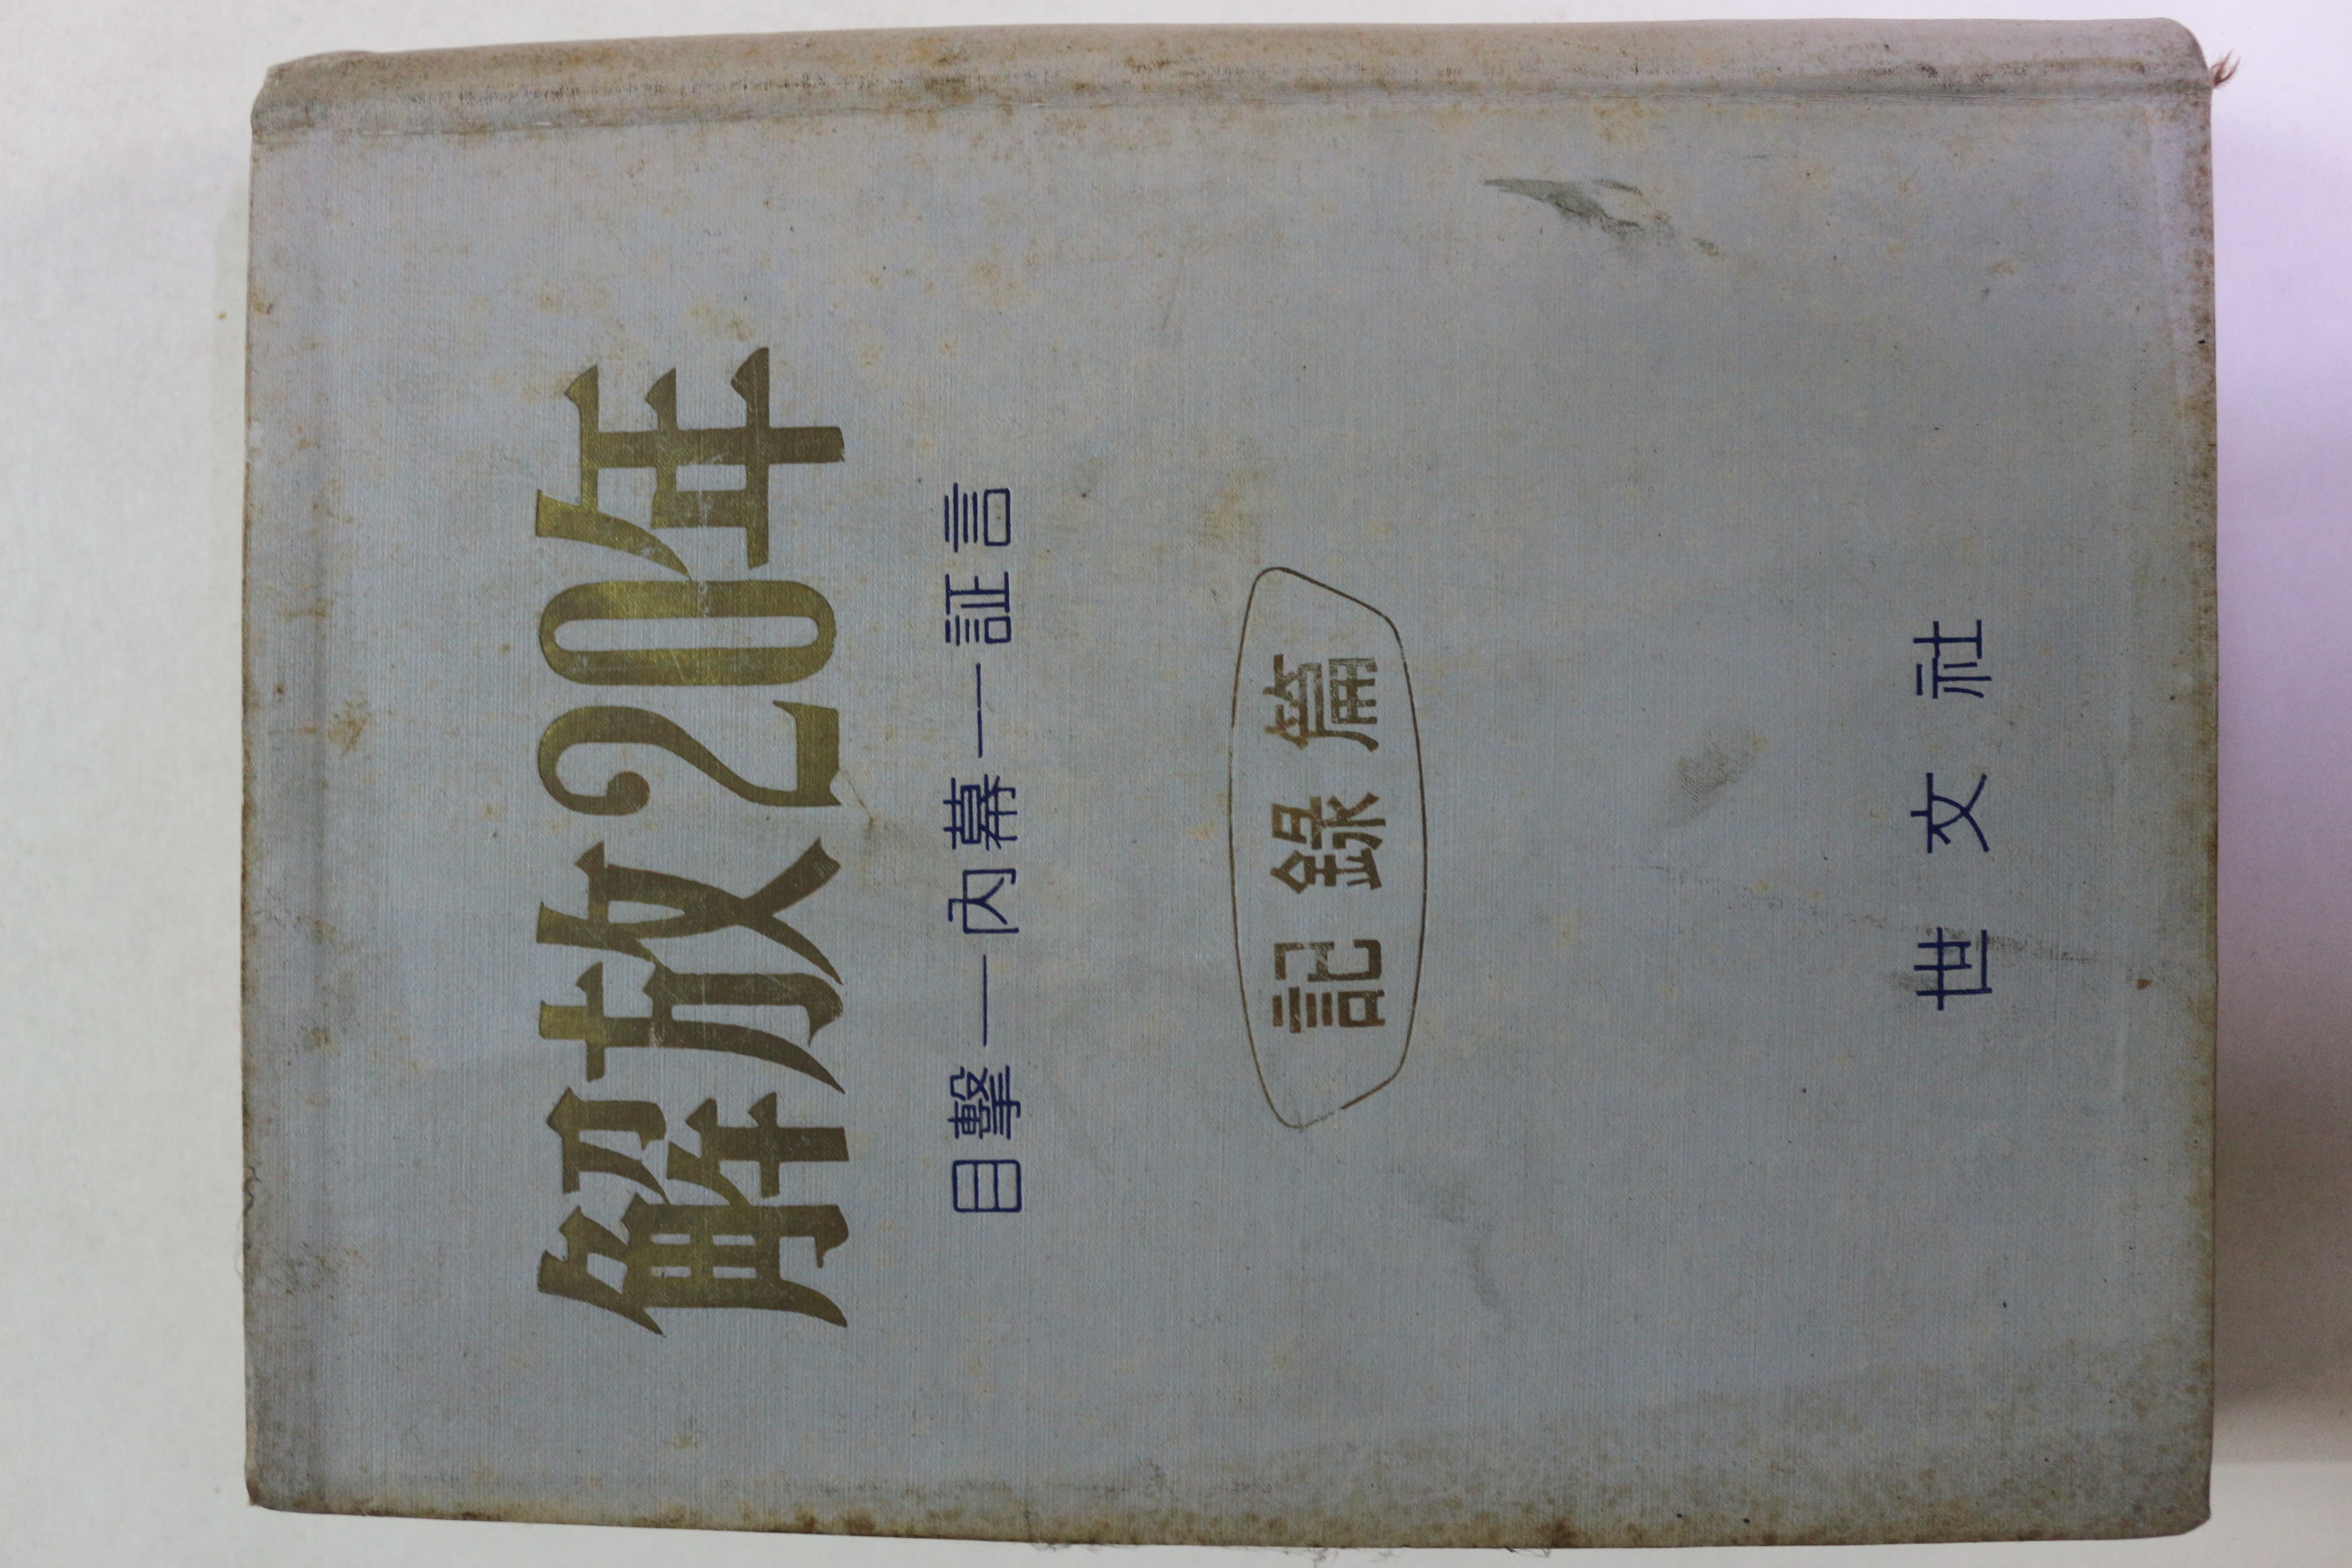 解放20年
目擊——內幕——証言
記錄篇
世文社